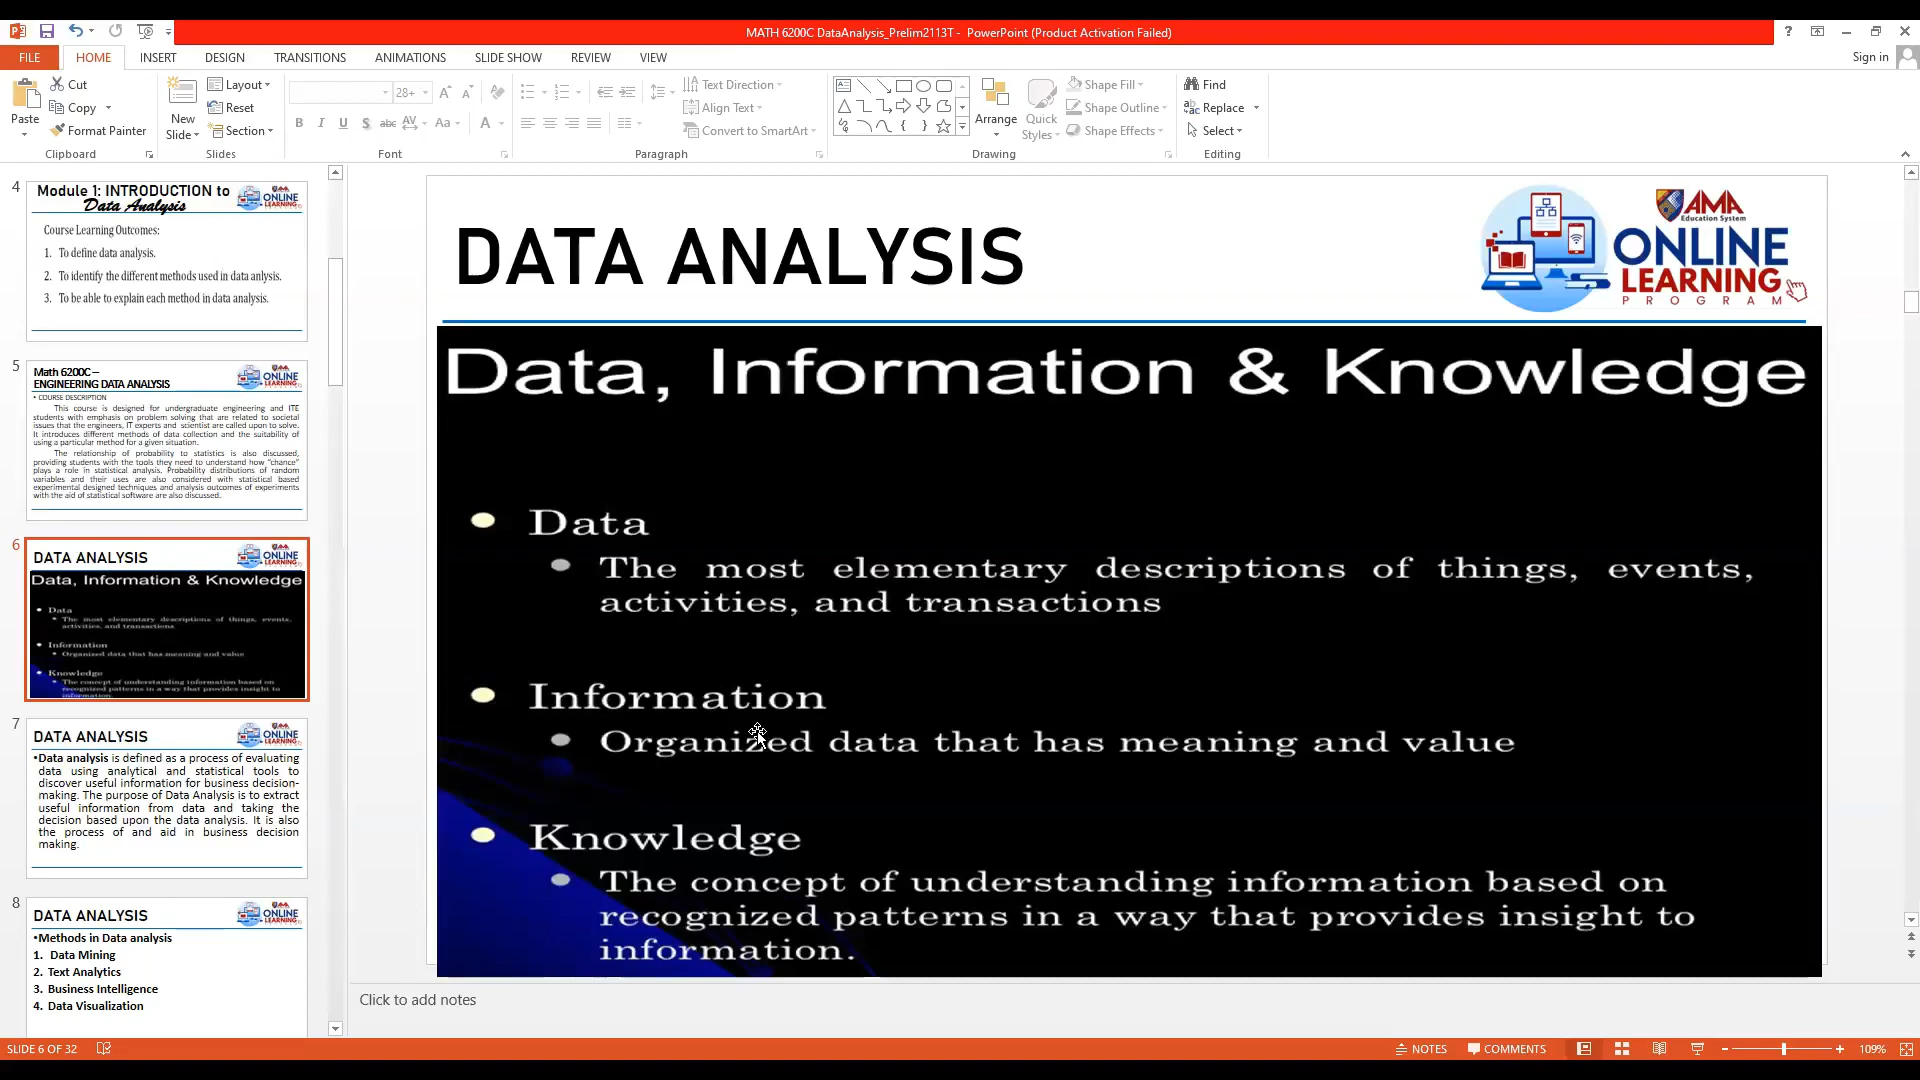 MATH 6200C DataAnalysis_Prelim2113T - PowerPoint (Product Activation Failed)
?
FILE HOME INSERT DESIGN TRANSITIONS ANIMATIONS SLIDE SHOW REVIEW VIEW
Sign in
Paste
Cut
Copy
Format Painter
Clipboard
New
Slide
Layout
Reset
Section
Slides
28+
B I U S abc AV Aa A
Font
Text Direction
Align Text
Convert to SmartArt
Paragraph
Arrange
Quick
Styles
Shape Fill
Shape Outline
Shape Effects
Drawing
Find
Replace
Select
Editing
4
Module 1: INTRODUCTION to
Data Analysis
AMA
ONLINE
LEARNING
Course Learning Outcomes:
1. To define data analysis.
2. To identify the different methods used in data anlysis.
3. To be able to explain each method in data analysis.
5
Math 6200C –
ENGINEERING DATA ANALYSIS
AMA
ONLINE
LEARNING
• COURSE DESCRIPTION
This course is designed for undergraduate engineering and ITE
students with emphasis on problem solving that are related to societal
issues that the engineers, IT experts and scientist are called upon to solve.
It introduces different methods of data collection and the suitability of
using a particular method for a given situation.
The relationship of probability to statistics is also discussed,
providing students with the tools they need to understand how "chance"
plays a role in statistical analysis. Probability distributions of random
variables and their uses are also considered with statistical based
experimental designed techniques and analysis outcomes of experiments
with the aid of statistical software are also discussed.
6
DATA ANALYSIS
AMA
ONLINE
LEARNING
Data, Information & Knowledge
• Data
• The most elementary descriptions of things, events,
activities, and transactions
• Information
• Organized data that has meaning and value
• Knowledge
• The concept of understanding information based on
recognized patterns in a way that provides insight to
information.
7
DATA ANALYSIS
AMA
ONLINE
LEARNING
•Data analysis is defined as a process of evaluating
data using analytical and statistical tools to
discover useful information for business decision-
making. The purpose of Data Analysis is to extract
useful information from data and taking the
decision based upon the data analysis. It is also
the process of and aid in business decision
making.
8
DATA ANALYSIS
AMA
ONLINE
LEARNING
•Methods in Data analysis
1. Data Mining
2. Text Analytics
3. Business Intelligence
4. Data Visualization
DATA ANALYSIS
AMA
Education System
ONLINE
LEARNING
PROGRAM
Data, Information & Knowledge
• Data
• The most elementary descriptions of things, events,
activities, and transactions
• Information
• Organized data that has meaning and value
• Knowledge
• The concept of understanding information based on
recognized patterns in a way that provides insight to
information.
Click to add notes
SLIDE 6 OF 32
NOTES COMMENTS 109%